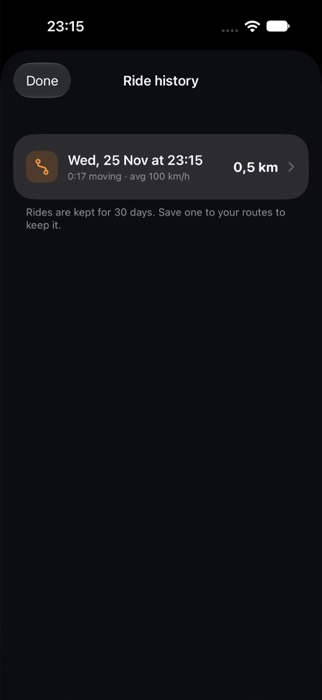 23:15
Done
Ride history
Wed, 25 Nov at 23:15
0:17 moving · avg 100 km/h
0,5 km
Rides are kept for 30 days. Save one to your routes to
keep it.